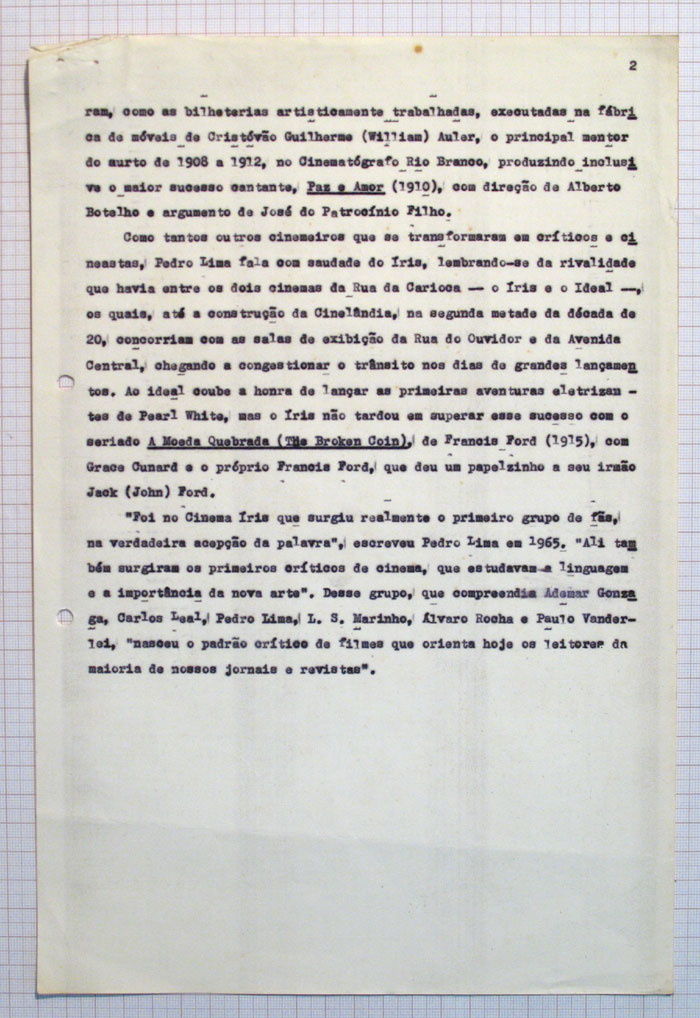 2
ram, como as bilheterias artisticamente trabalhadas, executadas na fábri
ca de móveis de Cristóvão Guilherme (William) Auler, o principal mentor
do surto de 1908 a 1912, no Cinematógrafo Rio Branco, produzindo inclusi
ve o maior sucesso cantante, Paz e Amor (1910), com direção de Alberto
Botelho e argumento de José do Patrocínio Filho.
Como tantos outros cinemeiros que se transformaram em críticos e ci
neastas, Pedro Lima fala com saudade do Íris, lembrando-se da rivalidade
que havia entre os dois cinemas da Rua da Carioca — o Íris e o Ideal —,
os quais, até a construção da Cinelândia, na segunda metade da década de
20, concorriam com as salas de exibição da Rua do Ouvidor e da Avenida
Central, chegando a congestionar o trânsito nos dias de grandes lançamen
tos. Ao ideal coube a honra de lançar as primeiras aventuras eletrizan -
tes de Pearl White, mas o Íris não tardou em superar esse sucesso com o
seriado A Moeda Quebrada (The Broken Coin), de Francis Ford (1915), com
Grace Cunard e o próprio Francis Ford, que deu um papelzinho a seu irmão
Jack (John) Ford.
"Foi no Cinema Íris que surgiu realmente o primeiro grupo de fãs,
na verdadeira acepção da palavra", escreveu Pedro Lima em 1965. "Ali tam
bém surgiram os primeiros críticos de cinema, que estudavam a linguagem
e a importância da nova arte". Desse grupo, que compreendia Ademar Gonza
ga, Carlos Leal, Pedro Lima, L. S. Marinho, Álvaro Rocha e Paulo Vander-
lei, "nasceu o padrão crítico de filmes que orienta hoje os leitores da
maioria de nossos jornais e revistas".